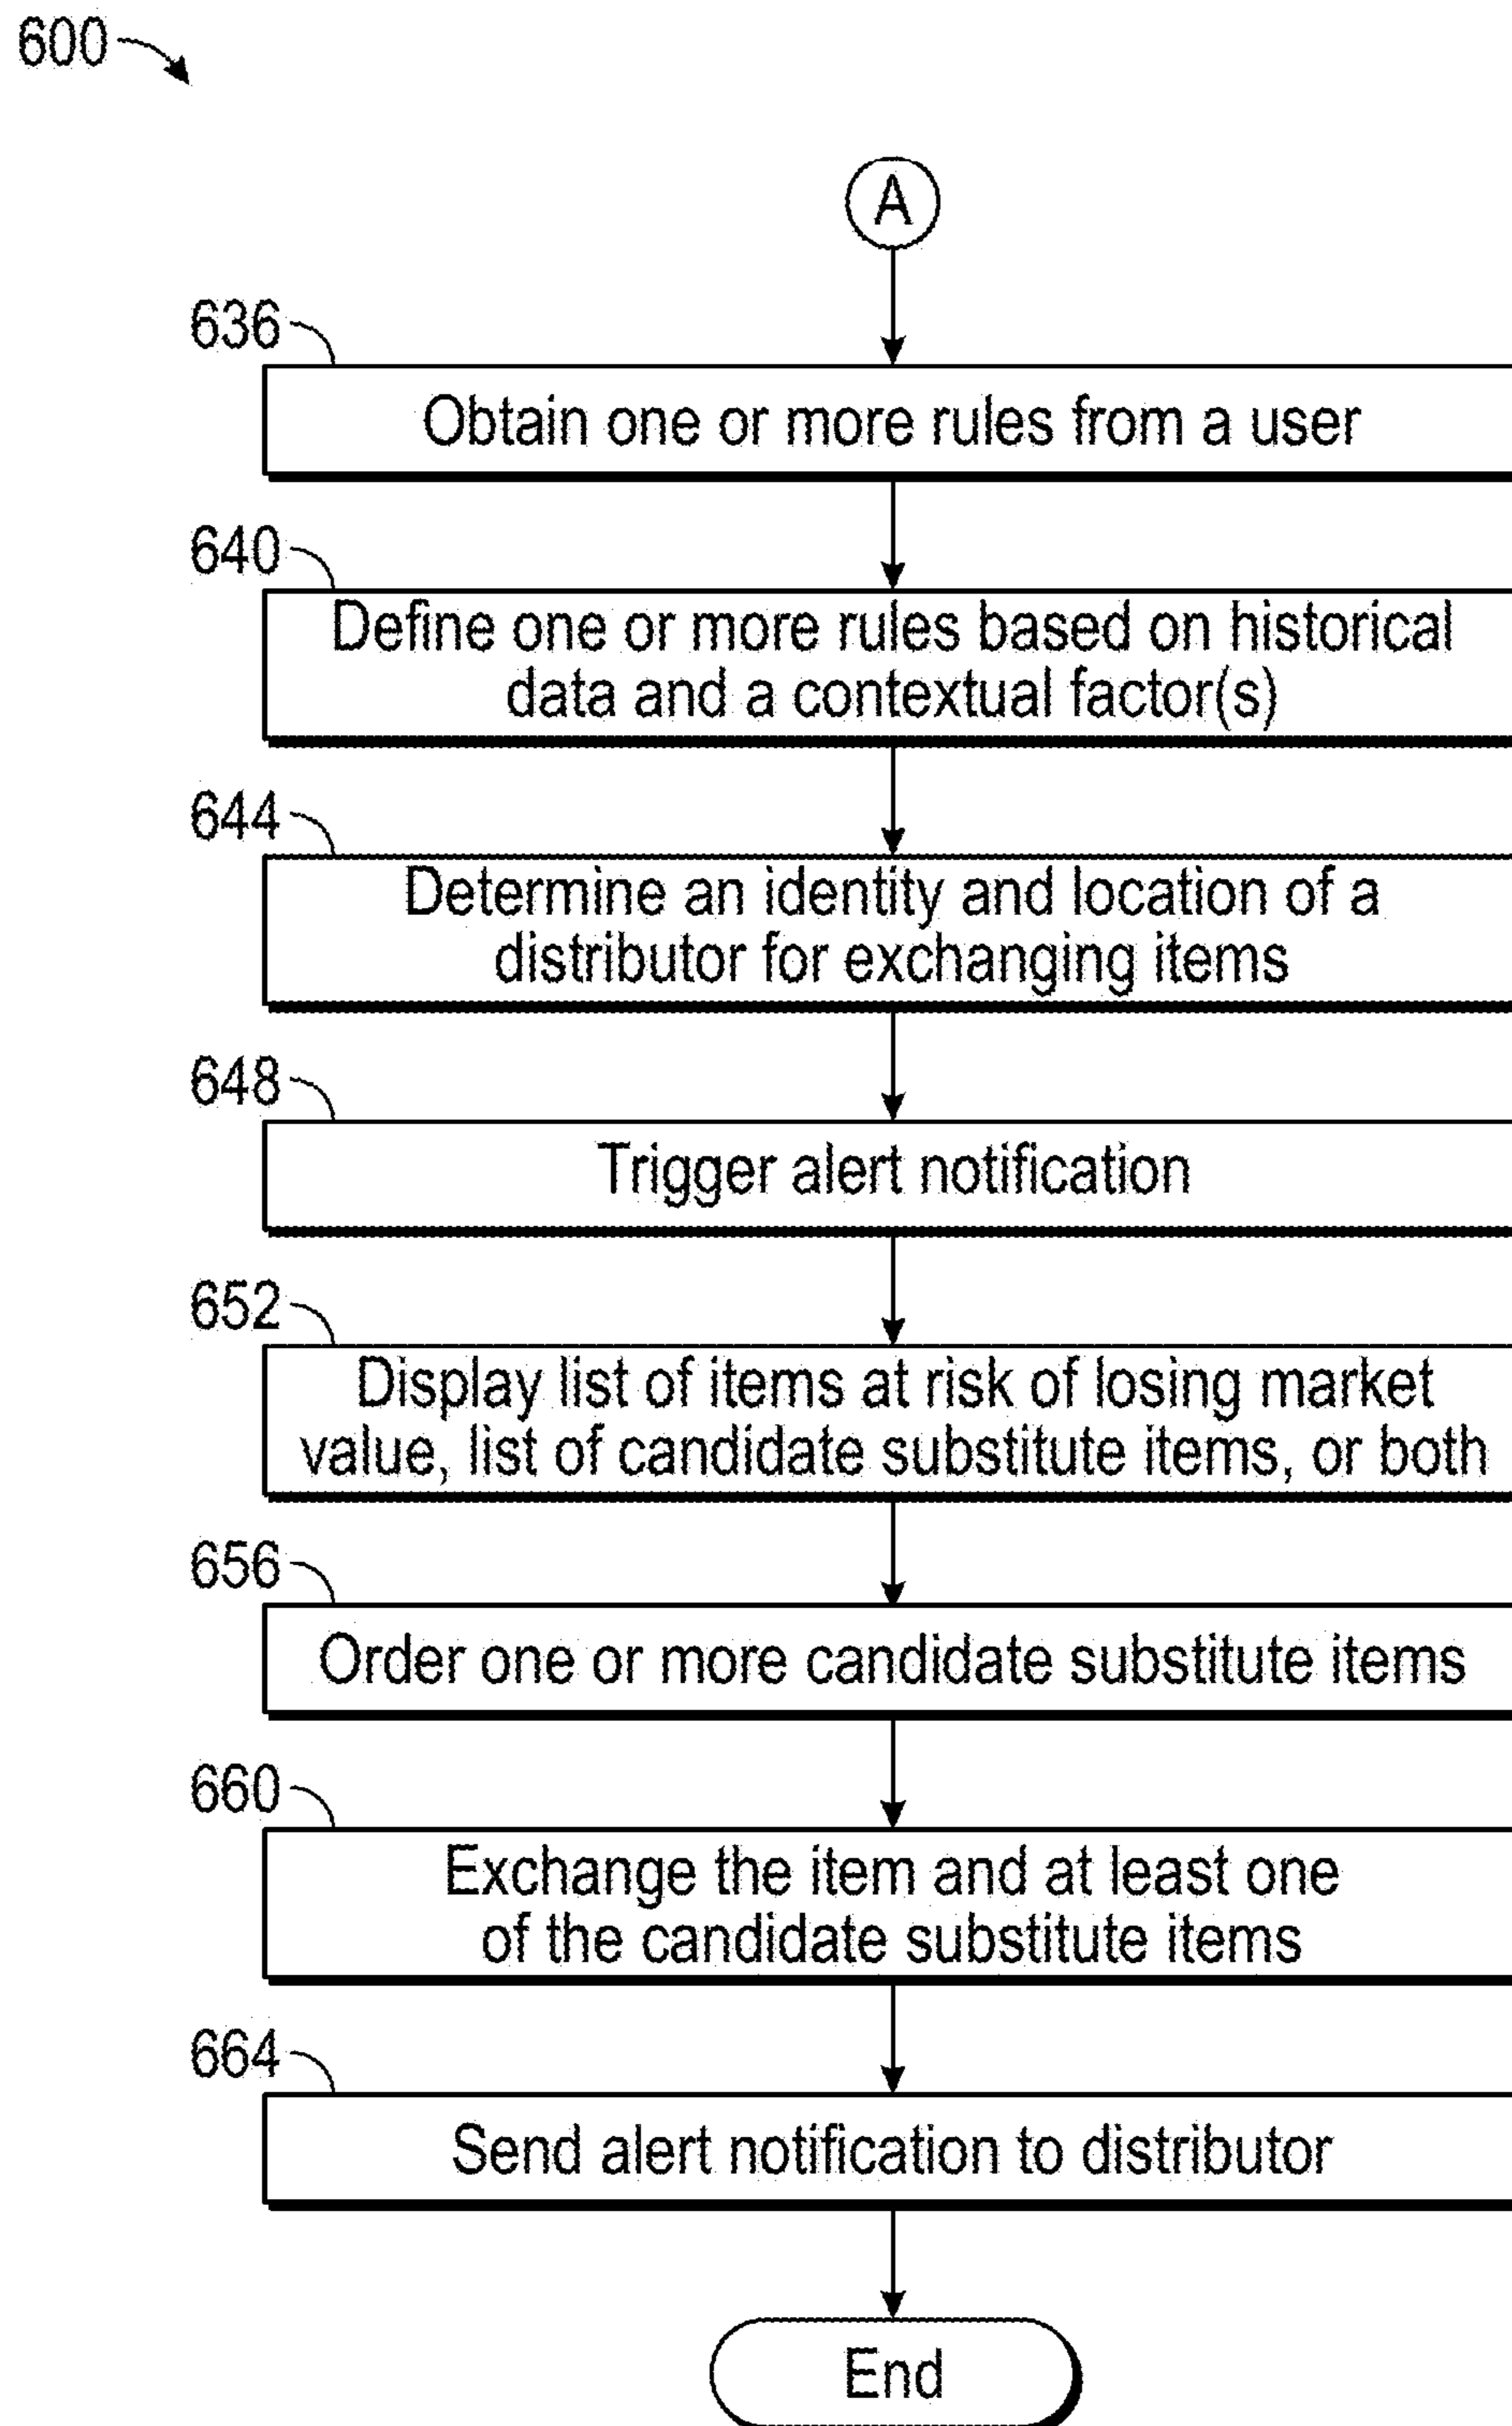 600
A
636
Obtain one or more rules from a user
640
Define one or more rules based on historical
data and a contextual factor(s)
644
Determine an identity and location of a
distributor for exchanging items
648
Trigger alert notification
652
Display list of items at risk of losing market
value, list of candidate substitute items, or both
656
Order one or more candidate substitute items
660
Exchange the item and at least one
of the candidate substitute items
664
Send alert notification to distributor
End